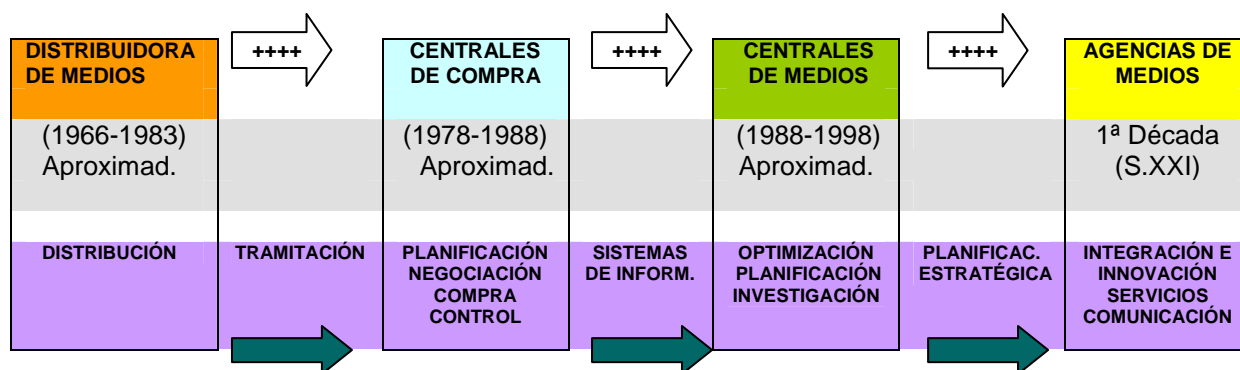 DISTRIBUIDORA
DE MEDIOS
++++
CENTRALES
DE COMPRA
++++
CENTRALES
DE MEDIOS
++++
AGENCIAS DE
MEDIOS
(1966-1983)
Aproximad.
(1978-1988)
Aproximad.
(1988-1998)
Aproximad.
1ª Década
(S.XXI)
DISTRIBUCIÓN
TRAMITACIÓN
PLANIFICACIÓN
NEGOCIACIÓN
COMPRA
CONTROL
SISTEMAS
DE INFORM.
OPTIMIZACIÓN
PLANIFICACIÓN
INVESTIGACIÓN
PLANIFICAC.
ESTRATÉGICA
INTEGRACIÓN E
INNOVACIÓN
SERVICIOS
COMUNICACIÓN